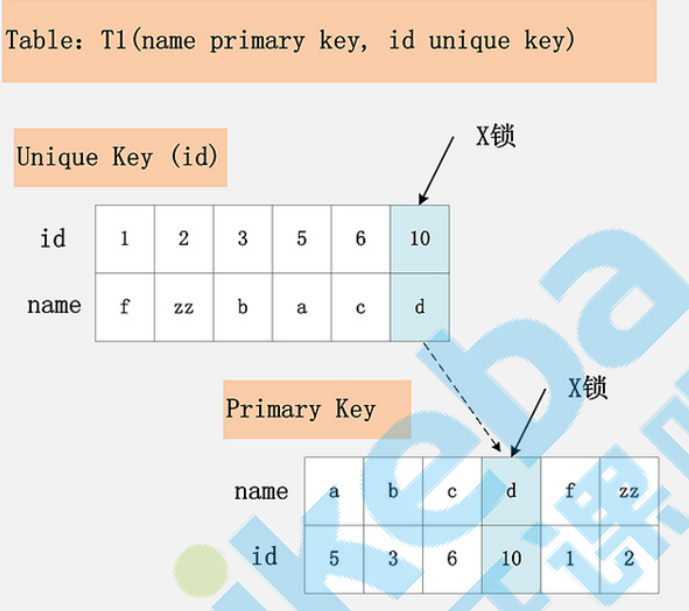 Table: T1(name primary key, id unique key)
X锁
Unique Key (id)
id 1 2 3 5 6 10
name f zz b a c d
X锁
Primary Key
name a b c d f zz
id 5 3 6 10 1 2